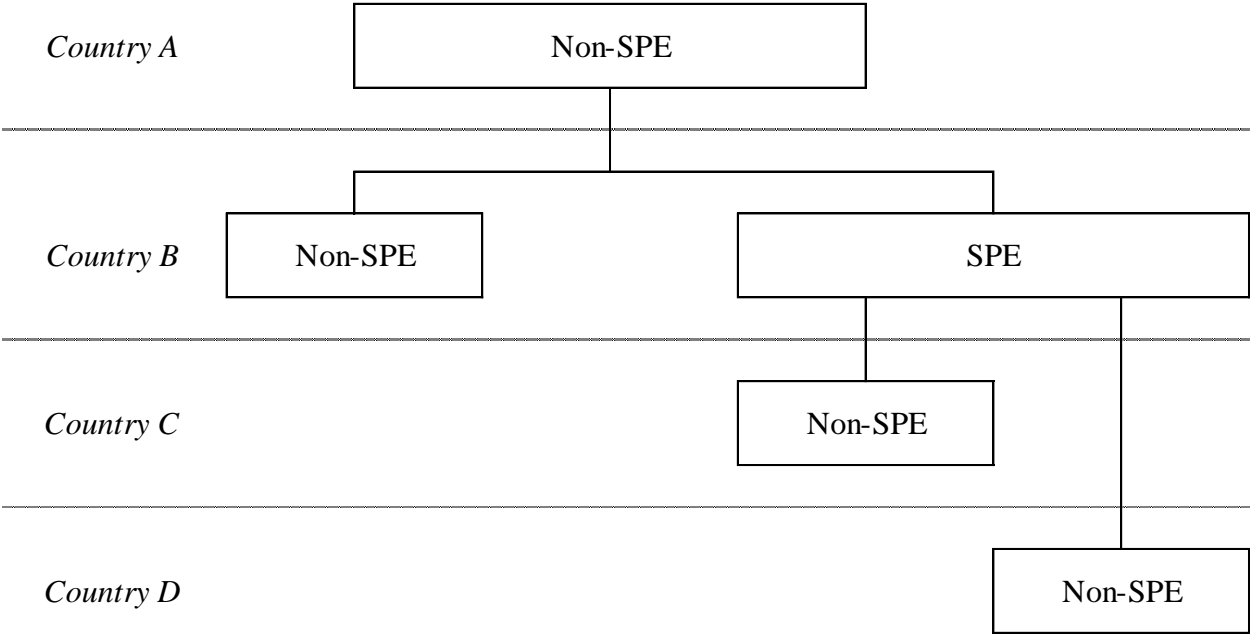 Country A
Non-SPE
Country B
Non-SPE
SPE
Country C
Non-SPE
Country D
Non-SPE